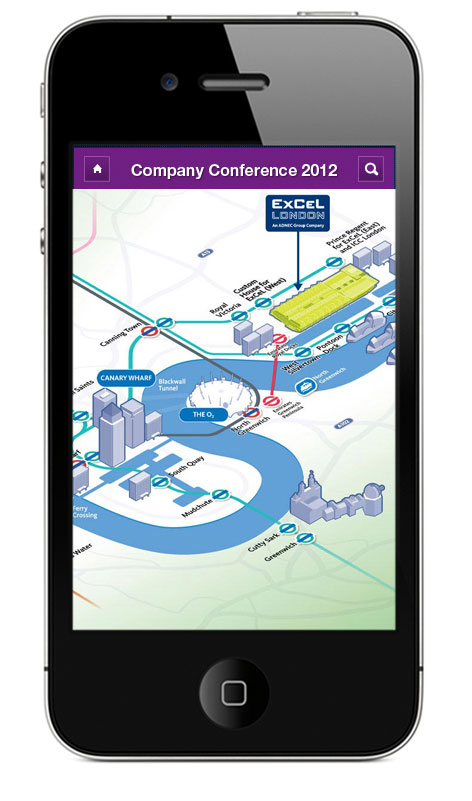 Company Conference 2012
ExCeL
LONDON
An ADNEC Group Company
Prince Regent
for ExCeL (East)
and ICC London
Custom
House for
ExCeL (West)
Royal
Victoria
Canning Town
Pontoon
Dock
West
Silvertown
CANARY WHARF
Blackwall
Tunnel
THE O₂
North
Greenwich
Emirates
Greenwich
Peninsula
North
Greenwich
Saints
South Quay
Mudchute
Ferry
Crossing
Water
Cutty Sark
Greenwich